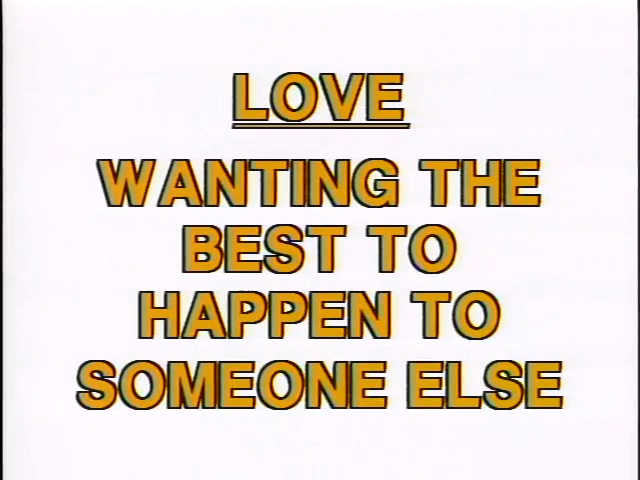 LOVE
WANTING THE
BEST TO
HAPPEN TO
SOMEONE ELSE